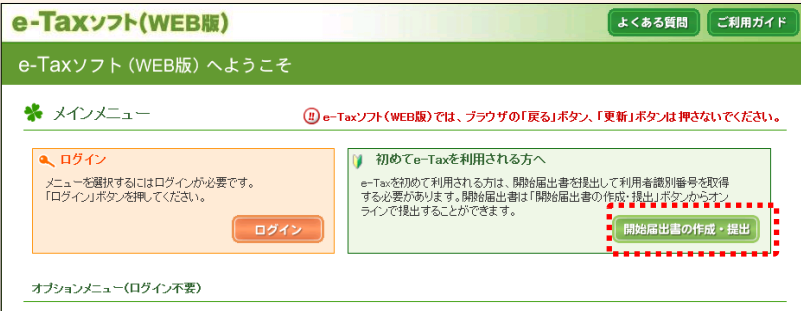 e-Taxソフト(WEB版)
よくある質問
ご利用ガイド
e-Taxソフト(WEB版)へようこそ
メインメニュー
!! e-Taxソフト(WEB版)では、ブラウザの「戻る」ボタン、「更新」ボタンは押さないでください。
ログイン
メニューを選択するにはログインが必要です。
「ログイン」ボタンを押してください。
ログイン
初めてe-Taxを利用される方へ
e-Taxを初めて利用される方は、開始届出書を提出して利用者識別番号を取得
する必要があります。開始届出書は「開始届出書の作成・提出」ボタンからオン
ラインで提出することができます。
開始届出書の作成・提出
オプションメニュー(ログイン不要)